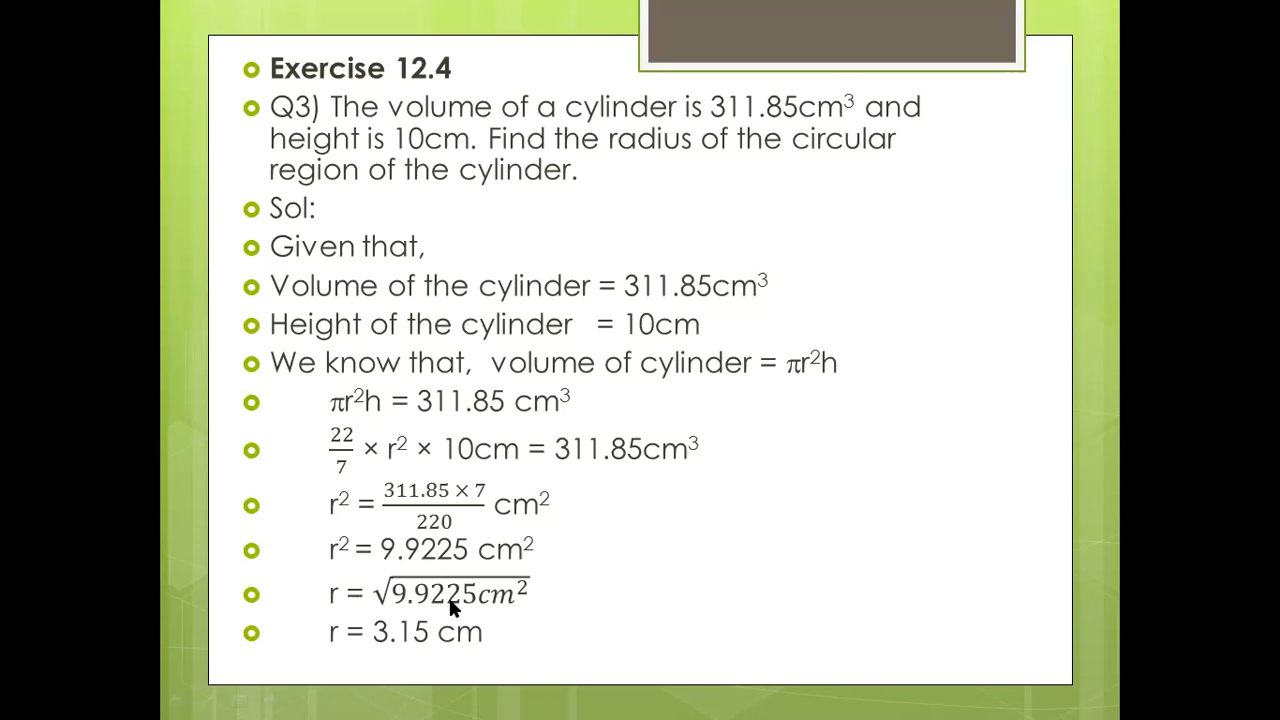 Exercise 12.4
Q3) The volume of a cylinder is 311.85cm³ and
height is 10cm. Find the radius of the circular
region of the cylinder.
Sol:
Given that,
Volume of the cylinder = 311.85cm³
Height of the cylinder = 10cm
We know that, volume of cylinder = πr²h
πr²h = 311.85 cm³
22/7 × r² × 10cm = 311.85cm³
r² = 311.85 × 7/220 cm²
r² = 9.9225 cm²
r = √9.9225cm²
r = 3.15 cm